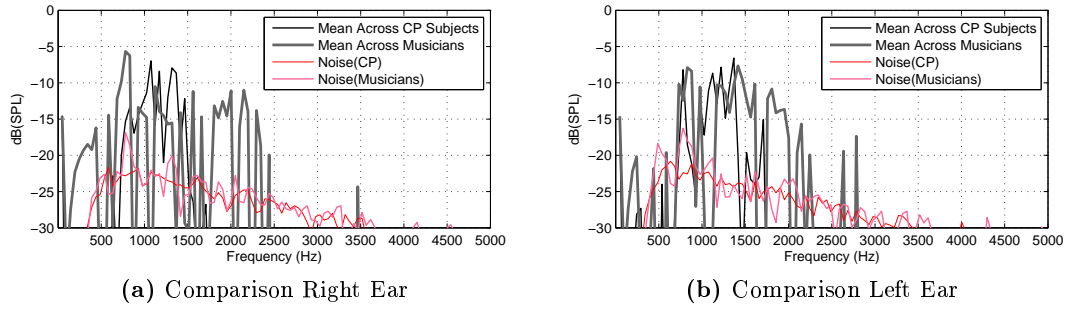 0
−5
−10
−15
−20
−25
−30
dB(SPL)
500 1000 1500 2000 2500 3000 3500 4000 4500 5000
Frequency (Hz)
Mean Across CP Subjects
Mean Across Musicians
Noise(CP)
Noise(Musicians)
(a) Comparison Right Ear
0
−5
−10
−15
−20
−25
−30
dB(SPL)
500 1000 1500 2000 2500 3000 3500 4000 4500 5000
Frequency (Hz)
Mean Across CP Subjects
Mean Across Musicians
Noise(CP)
Noise(Musicians)
(b) Comparison Left Ear